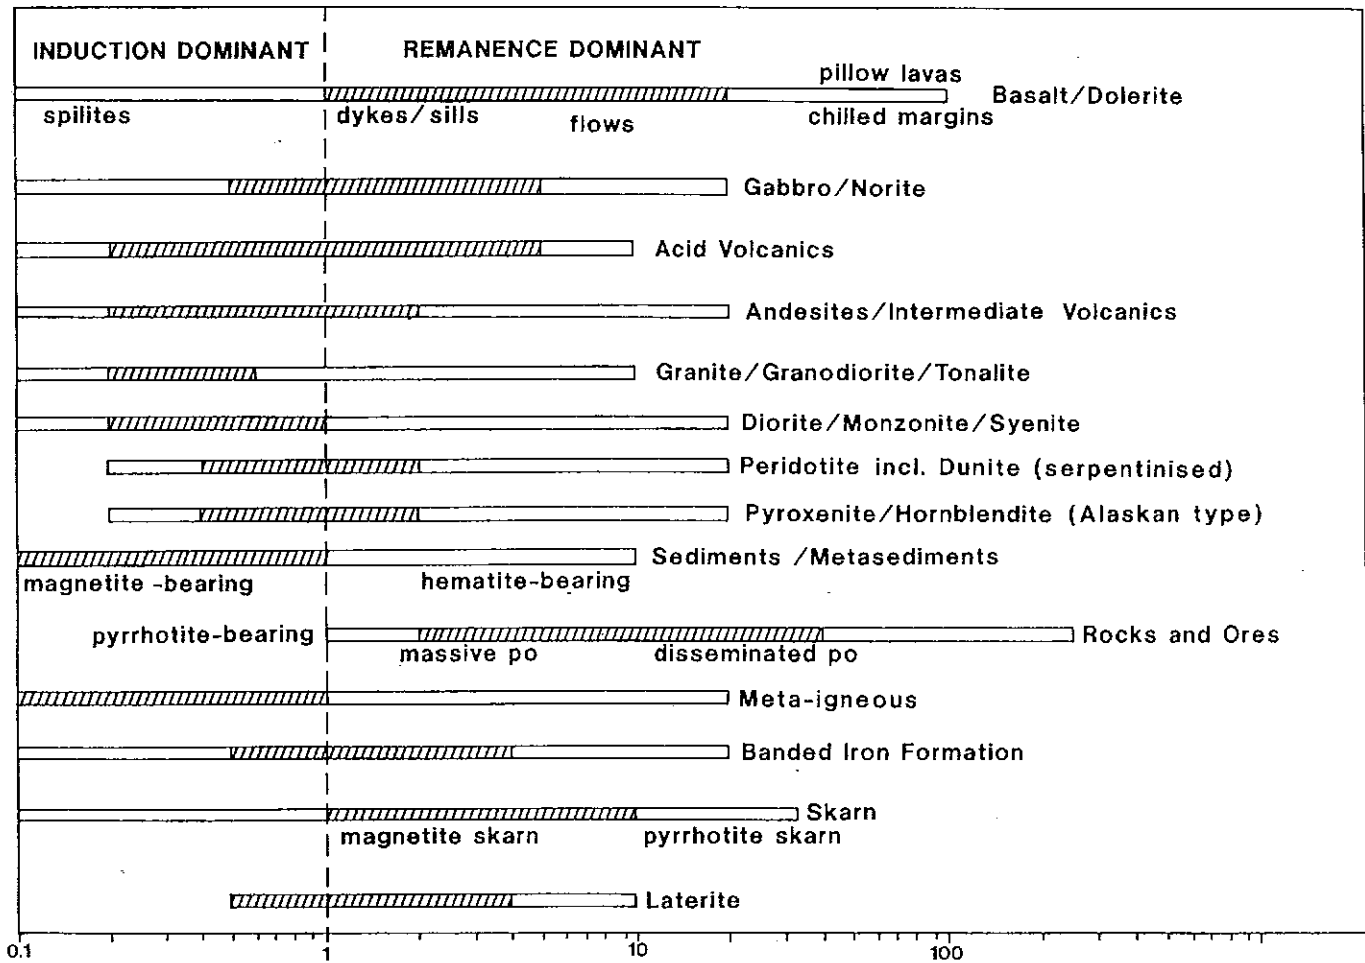 INDUCTION DOMINANT REMANENCE DOMINANT
pillow lavas
Basalt/Dolerite
spilites dykes/sills flows chilled margins
Gabbro/Norite
Acid Volcanics
Andesites/Intermediate Volcanics
Granite/Granodiorite/Tonalite
Diorite/Monzonite/Syenite
Peridotite incl. Dunite (serpentinised)
Pyroxenite/Hornblendite (Alaskan type)
Sediments /Metasediments
magnetite -bearing hematite-bearing
pyrrhotite-bearing Rocks and Ores
massive po disseminated po
Meta-igneous
Banded Iron Formation
Skarn
magnetite skarn pyrrhotite skarn
Laterite
0.1 1 10 100